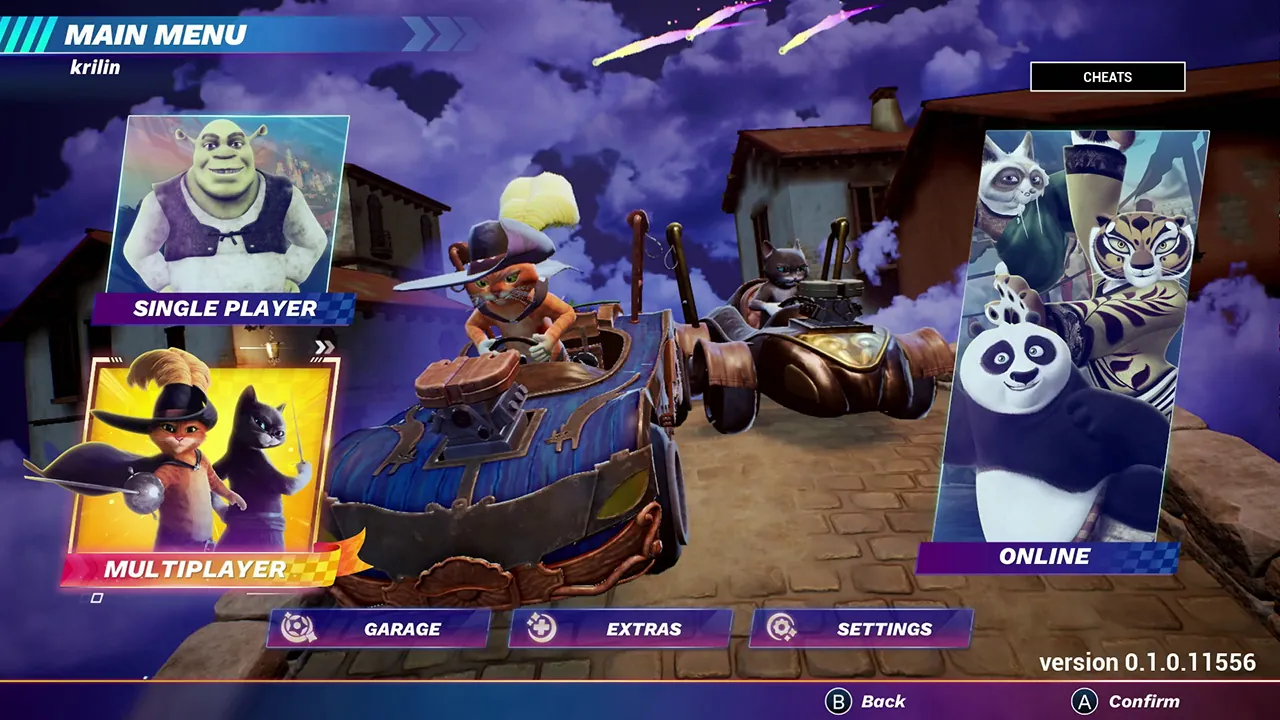 MAIN MENU
krilin
CHEATS
SINGLE PLAYER
MULTIPLAYER
ONLINE
GARAGE
EXTRAS
SETTINGS
version 0.1.0.11556
B Back
A Confirm